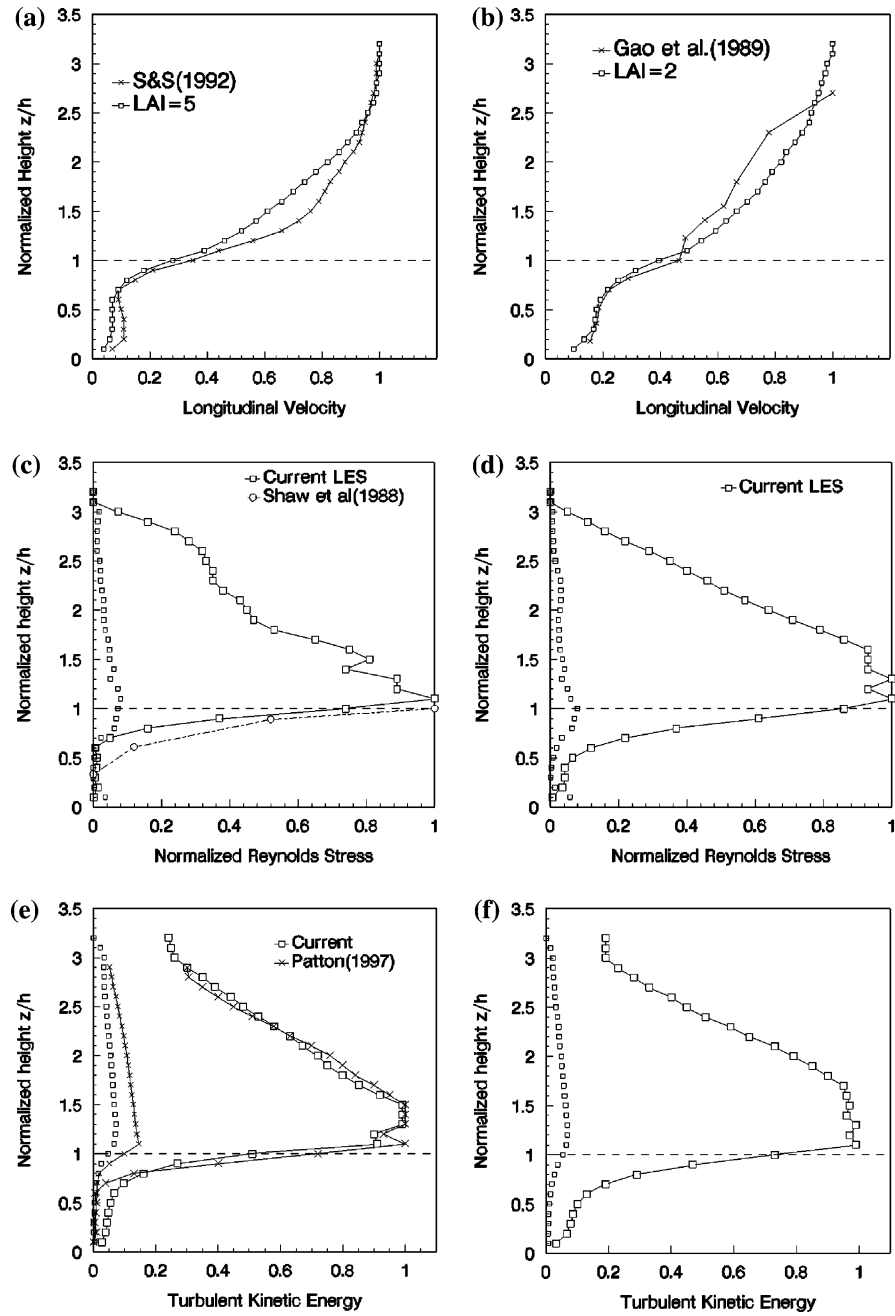 (a)
3.5
3
2.5
2
1.5
1
0.5
0
Normalized Height z/h
S&S(1992)
LAI=5
0 0.2 0.4 0.6 0.8 1
Longitudinal Velocity
(b)
3.5
3
2.5
2
1.5
1
0.5
0
Normalized Height z/h
Gao et al.(1989)
LAI=2
0 0.2 0.4 0.6 0.8 1
Longitudinal Velocity
(c)
3.5
3
2.5
2
1.5
1
0.5
0
Normalized height z/h
Current LES
Shaw et al(1988)
0 0.2 0.4 0.6 0.8 1
Normalized Reynolds Stress
(d)
3.5
3
2.5
2
1.5
1
0.5
0
Normalized height z/h
Current LES
0 0.2 0.4 0.6 0.8 1
Normalized Reynolds Stress
(e)
3.5
3
2.5
2
1.5
1
0.5
0
Normalized height z/h
Current
Patton(1997)
0 0.2 0.4 0.6 0.8 1
Turbulent Kinetic Energy
(f)
3.5
3
2.5
2
1.5
1
0.5
0
Normalized height z/h
0 0.2 0.4 0.6 0.8 1
Turbulent Kinetic Energy